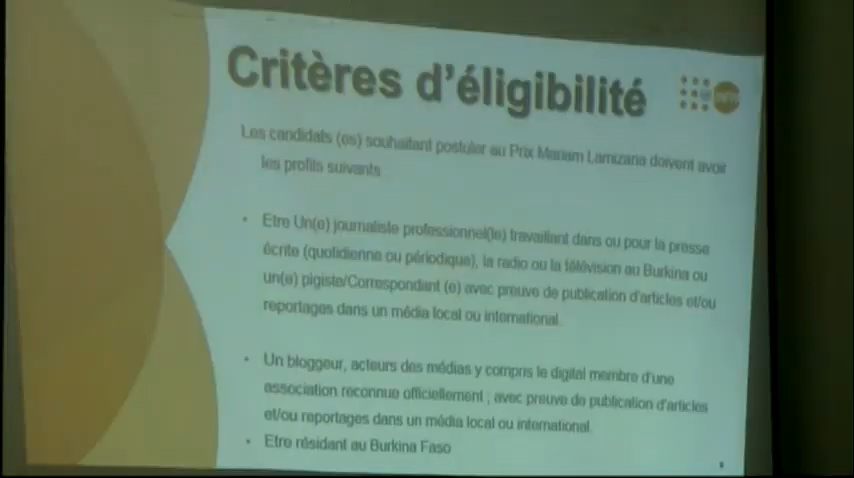 Critères d'éligibilité
Les candidats (es) souhaitant postuler au Prix Mariam Lamizana doivent avoir
les profils suivants
• Etre Un(e) journaliste professionnel(le) travaillant dans ou pour la presse
écrite (quotidienne ou périodique), la radio ou la télévision au Burkina ou
un(e) pigiste/Correspondant (e) avec preuve de publication d'articles et/ou
reportages dans un média local ou international.
• Un bloggeur, acteurs des médias y compris le digital membre d'une
association reconnue officiellement ; avec preuve de publication d'articles
et/ou reportages dans un média local ou international.
• Etre résidant au Burkina Faso